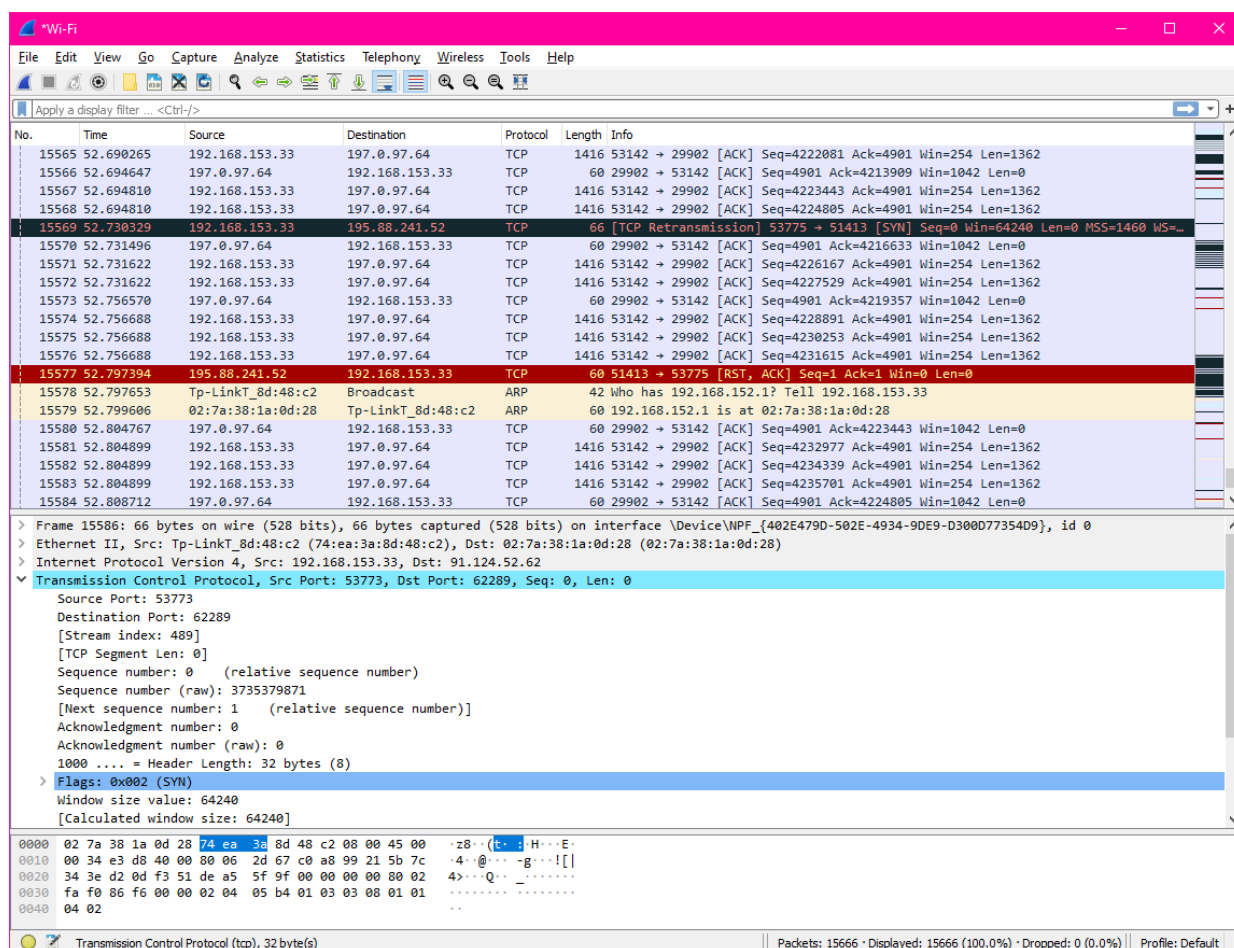 *Wi-Fi
File Edit View Go Capture Analyze Statistics Telephony Wireless Tools Help
Apply a display filter ... <Ctrl-/>
No. Time Source Destination Protocol Length Info
15565 52.690265 192.168.153.33 197.0.97.64 TCP 1416 53142 → 29902 [ACK] Seq=4222081 Ack=4901 Win=254 Len=1362
15566 52.694647 197.0.97.64 192.168.153.33 TCP 60 29902 → 53142 [ACK] Seq=4901 Ack=4213909 Win=1042 Len=0
15567 52.694810 192.168.153.33 197.0.97.64 TCP 1416 53142 → 29902 [ACK] Seq=4223443 Ack=4901 Win=254 Len=1362
15568 52.694810 192.168.153.33 197.0.97.64 TCP 1416 53142 → 29902 [ACK] Seq=4224805 Ack=4901 Win=254 Len=1362
15569 52.730329 192.168.153.33 195.88.241.52 TCP 66 [TCP Retransmission] 53775 → 51413 [SYN] Seq=0 Win=64240 Len=0 MSS=1460 WS=…
15570 52.731496 197.0.97.64 192.168.153.33 TCP 60 29902 → 53142 [ACK] Seq=4901 Ack=4216633 Win=1042 Len=0
15571 52.731622 192.168.153.33 197.0.97.64 TCP 1416 53142 → 29902 [ACK] Seq=4226167 Ack=4901 Win=254 Len=1362
15572 52.731622 192.168.153.33 197.0.97.64 TCP 1416 53142 → 29902 [ACK] Seq=4227529 Ack=4901 Win=254 Len=1362
15573 52.756570 197.0.97.64 192.168.153.33 TCP 60 29902 → 53142 [ACK] Seq=4901 Ack=4219357 Win=1042 Len=0
15574 52.756688 192.168.153.33 197.0.97.64 TCP 1416 53142 → 29902 [ACK] Seq=4228891 Ack=4901 Win=254 Len=1362
15575 52.756688 192.168.153.33 197.0.97.64 TCP 1416 53142 → 29902 [ACK] Seq=4230253 Ack=4901 Win=254 Len=1362
15576 52.756688 192.168.153.33 197.0.97.64 TCP 1416 53142 → 29902 [ACK] Seq=4231615 Ack=4901 Win=254 Len=1362
15577 52.797394 195.88.241.52 192.168.153.33 TCP 60 51413 → 53775 [RST, ACK] Seq=1 Ack=1 Win=0 Len=0
15578 52.797653 Tp-LinkT_8d:48:c2 Broadcast ARP 42 Who has 192.168.152.1? Tell 192.168.153.33
15579 52.799606 02:7a:38:1a:0d:28 Tp-LinkT_8d:48:c2 ARP 60 192.168.152.1 is at 02:7a:38:1a:0d:28
15580 52.804767 197.0.97.64 192.168.153.33 TCP 60 29902 → 53142 [ACK] Seq=4901 Ack=4223443 Win=1042 Len=0
15581 52.804899 192.168.153.33 197.0.97.64 TCP 1416 53142 → 29902 [ACK] Seq=4232977 Ack=4901 Win=254 Len=1362
15582 52.804899 192.168.153.33 197.0.97.64 TCP 1416 53142 → 29902 [ACK] Seq=4234339 Ack=4901 Win=254 Len=1362
15583 52.804899 192.168.153.33 197.0.97.64 TCP 1416 53142 → 29902 [ACK] Seq=4235701 Ack=4901 Win=254 Len=1362
15584 52.808712 197.0.97.64 192.168.153.33 TCP 60 29902 → 53142 [ACK] Seq=4901 Ack=4224805 Win=1042 Len=0
> Frame 15586: 66 bytes on wire (528 bits), 66 bytes captured (528 bits) on interface \Device\NPF_{402E479D-502E-4934-9DE9-D300D77354D9}, id 0
> Ethernet II, Src: Tp-LinkT_8d:48:c2 (74:ea:3a:8d:48:c2), Dst: 02:7a:38:1a:0d:28 (02:7a:38:1a:0d:28)
> Internet Protocol Version 4, Src: 192.168.153.33, Dst: 91.124.52.62
Transmission Control Protocol, Src Port: 53773, Dst Port: 62289, Seq: 0, Len: 0
Source Port: 53773
Destination Port: 62289
[Stream index: 489]
[TCP Segment Len: 0]
Sequence number: 0 (relative sequence number)
Sequence number (raw): 3735379871
[Next sequence number: 1 (relative sequence number)]
Acknowledgment number: 0
Acknowledgment number (raw): 0
1000 .... = Header Length: 32 bytes (8)
> Flags: 0x002 (SYN)
Window size value: 64240
[Calculated window size: 64240]
0000 02 7a 38 1a 0d 28 74 ea 3a 8d 48 c2 08 00 45 00 ·z8··(t· :·H···E·
0010 00 34 e3 d8 40 00 80 06 2d 67 c0 a8 99 21 5b 7c ·4··@··· -g···![|
0020 34 3e d2 0d f3 51 de a5 5f 9f 00 00 00 00 80 02 4>···Q·· _·······
0030 fa f0 86 f6 00 00 02 04 05 b4 01 03 03 08 01 01 ········ ········
0040 04 02 ··
Transmission Control Protocol (tcp), 32 byte(s) Packets: 15666 · Displayed: 15666 (100.0%) · Dropped: 0 (0.0%) Profile: Default